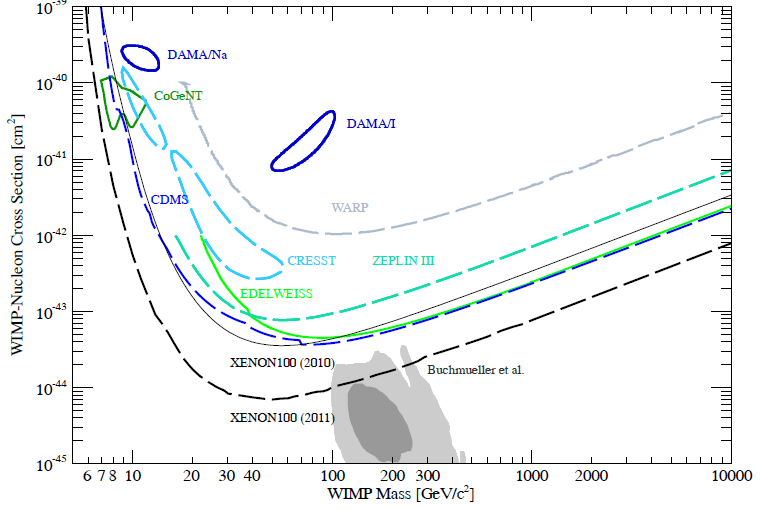 10⁻³⁹
DAMA/Na
10⁻⁴⁰
CoGeNT
DAMA/I
10⁻⁴¹
CDMS
WARP
10⁻⁴²
CRESST
ZEPLIN III
EDELWEISS
10⁻⁴³
XENON100 (2010)
Buchmueller et al.
10⁻⁴⁴
XENON100 (2011)
10⁻⁴⁵
WIMP-Nucleon Cross Section [cm²]
6 7 8 10 20 30 40 100 200 300 1000 2000 10000
WIMP Mass [GeV/c²]